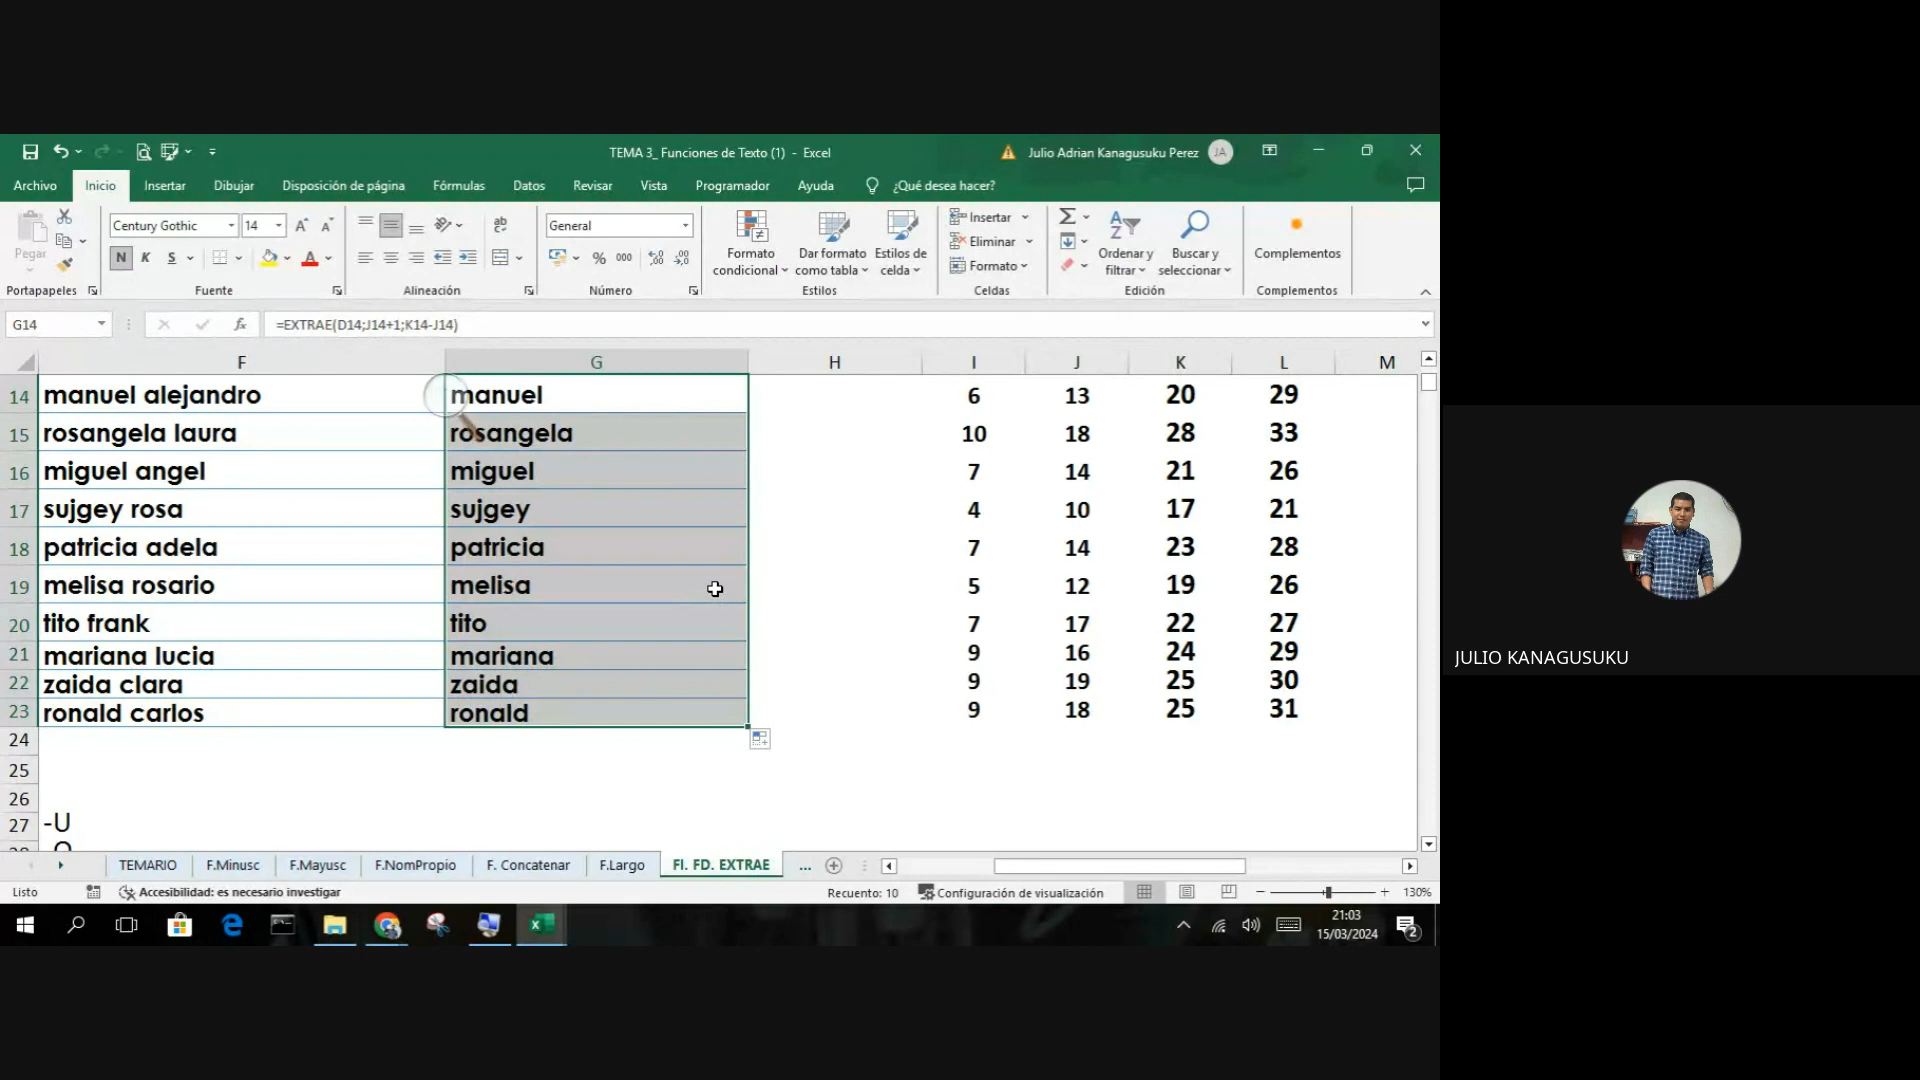 TEMA 3_ Funciones de Texto (1) - Excel
Julio Adrian Kanagusuku Perez
JA
Archivo Inicio Insertar Dibujar Disposición de página Fórmulas Datos Revisar Vista Programador Ayuda ¿Qué desea hacer?
Pegar
Portapapeles
Century Gothic 14
N K S
Fuente
Alineación
General
% 000
Número
Formato condicional
Dar formato como tabla
Estilos de celda
Estilos
Insertar
Eliminar
Formato
Celdas
Ordenar y filtrar
Buscar y seleccionar
Edición
Complementos
Complementos
G14 fx =EXTRAE(D14;J14+1;K14-J14)
F G H I J K L M
14 manuel alejandro manuel 6 13 20 29
15 rosangela laura rosangela 10 18 28 33
16 miguel angel miguel 7 14 21 26
17 sujgey rosa sujgey 4 10 17 21
18 patricia adela patricia 7 14 23 28
19 melisa rosario melisa 5 12 19 26
20 tito frank tito 7 17 22 27
21 mariana lucia mariana 9 16 24 29
22 zaida clara zaida 9 19 25 30
23 ronald carlos ronald 9 18 25 31
24
25
26
27 -U
TEMARIO F.Minusc F.Mayusc F.NomPropio F. Concatenar F.Largo FI. FD. EXTRAE ...
Listo Accesibilidad: es necesario investigar Recuento: 10 Configuración de visualización 130%
21:03
15/03/2024
2
JULIO KANAGUSUKU